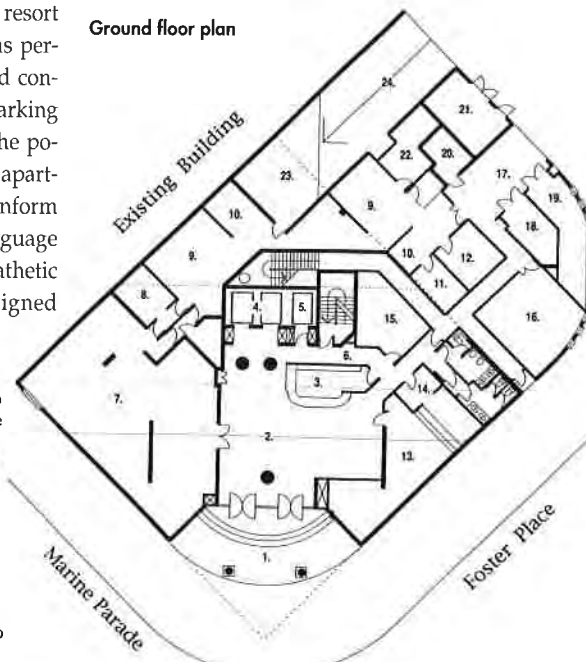 resort
s per-
d con-
arking
he po-
apart-
nform
guage
athetic
signed
Ground floor plan
Existing Building
24.
21.
22.
20.
17.
23.
19.
10.
9.
18.
9.
10.
12.
8.
11.
4.
5.
15.
16.
6.
3.
14.
7.
2.
13.
1.
Marine Parade
Foster Place